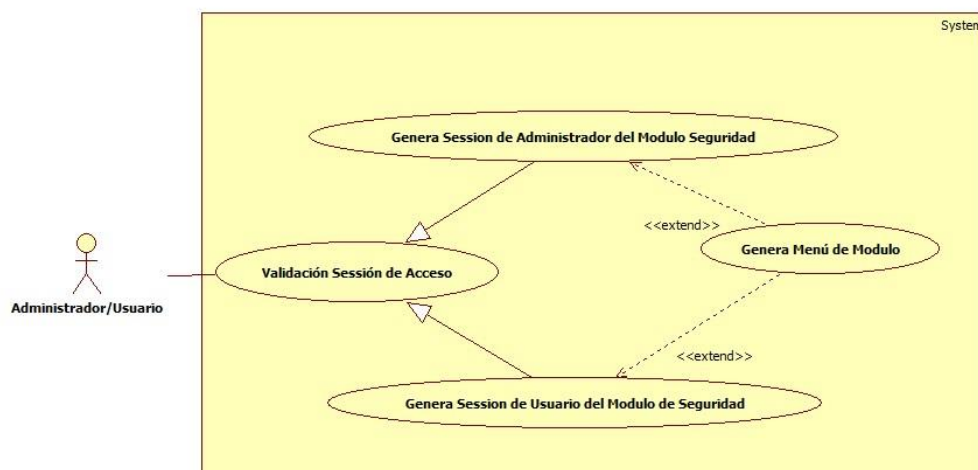 System
Genera Session de Administrador del Modulo Seguridad
<<extend>>
Genera Menú de Modulo
Validación Sessión de Acceso
Administrador/Usuario
<<extend>>
Genera Session de Usuario del Modulo de Seguridad